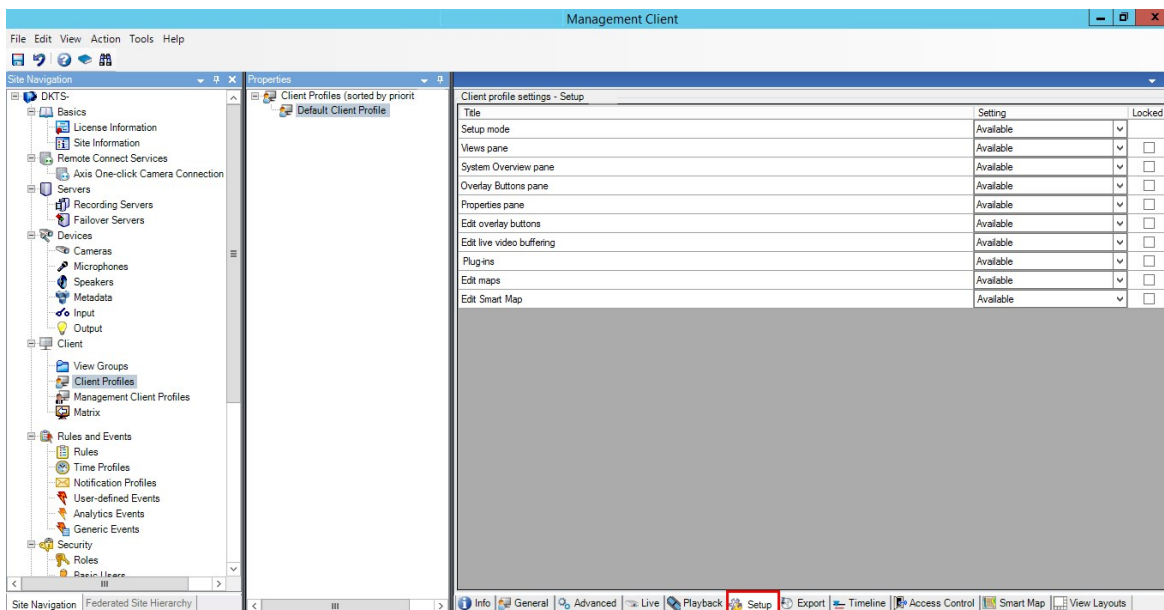 Management Client
File Edit View Action Tools Help
Site Navigation
DKTS-
Basics
License Information
Site Information
Remote Connect Services
Axis One-click Camera Connection
Servers
Recording Servers
Failover Servers
Devices
Cameras
Microphones
Speakers
Metadata
Input
Output
Client
View Groups
Client Profiles
Management Client Profiles
Matrix
Rules and Events
Rules
Time Profiles
Notification Profiles
User-defined Events
Analytics Events
Generic Events
Security
Roles
Basic Users
Site Navigation Federated Site Hierarchy
Properties
Client Profiles (sorted by priorit
Default Client Profile
Client profile settings - Setup
Title Setting Locked
Setup mode Available
Views pane Available
System Overview pane Available
Overlay Buttons pane Available
Properties pane Available
Edit overlay buttons Available
Edit live video buffering Available
Plug-ins Available
Edit maps Available
Edit Smart Map Available
Info General Advanced Live Playback Setup Export Timeline Access Control Smart Map View Layouts